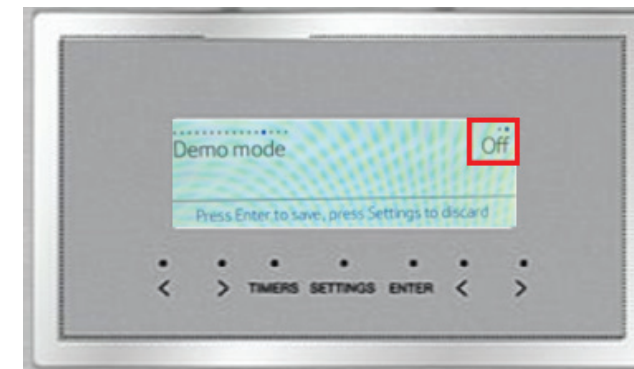 Demo mode Off
Press Enter to save, press Settings to discard
< > TIMERS SETTINGS ENTER < >